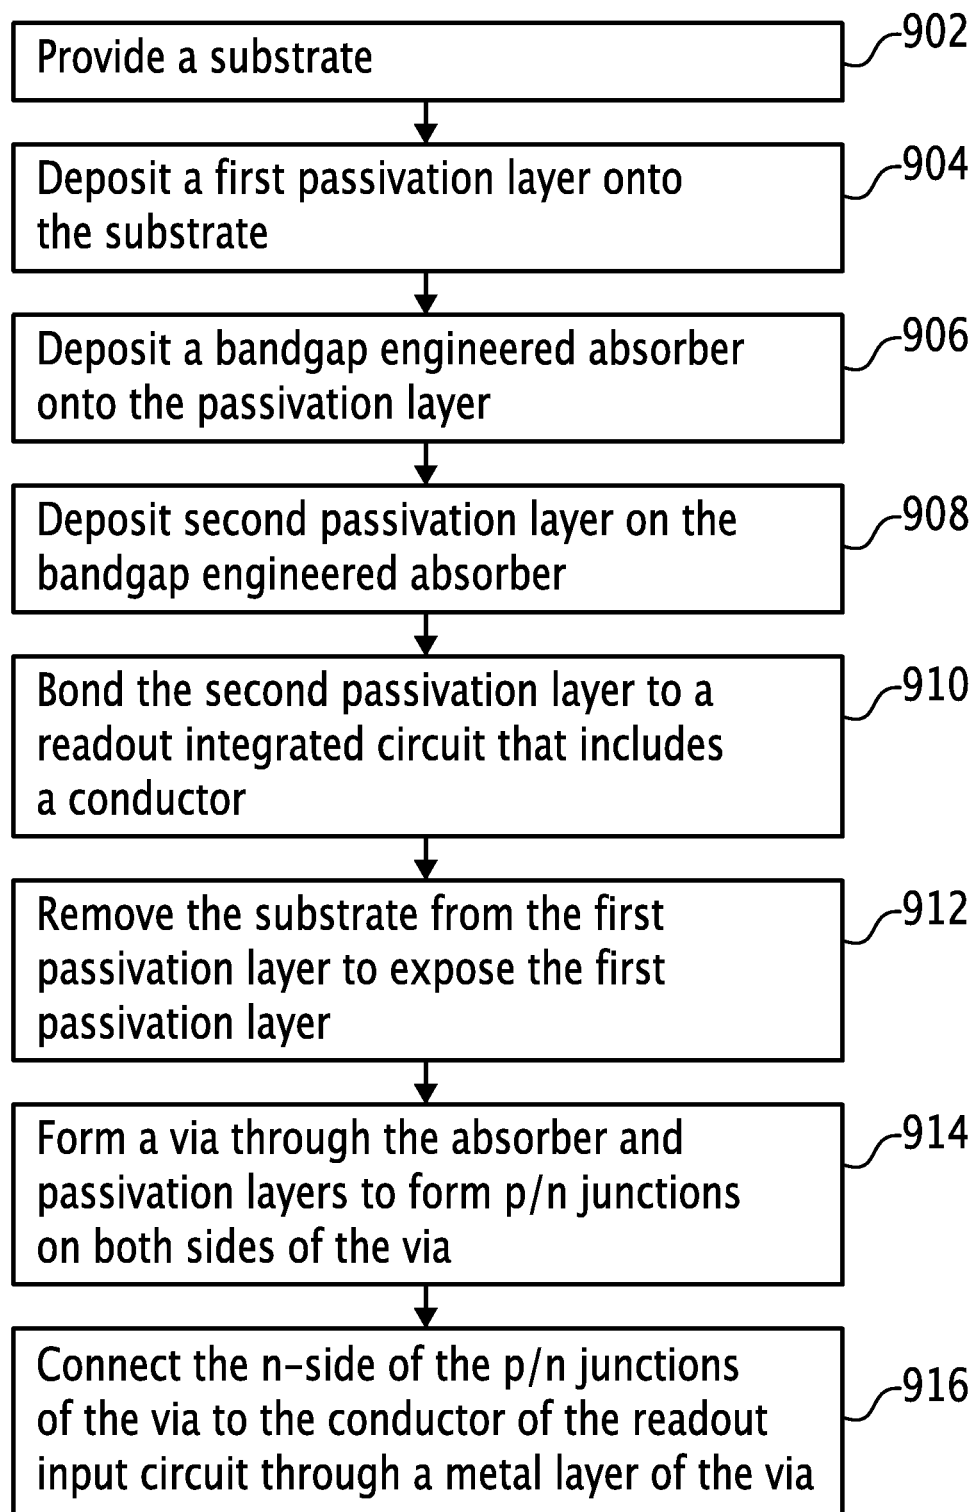 Provide a substrate
902
Deposit a first passivation layer onto
the substrate
904
Deposit a bandgap engineered absorber
onto the passivation layer
906
Deposit second passivation layer on the
bandgap engineered absorber
908
Bond the second passivation layer to a
readout integrated circuit that includes
a conductor
910
Remove the substrate from the first
passivation layer to expose the first
passivation layer
912
Form a via through the absorber and
passivation layers to form p/n junctions
on both sides of the via
914
Connect the n-side of the p/n junctions
of the via to the conductor of the readout
input circuit through a metal layer of the via
916